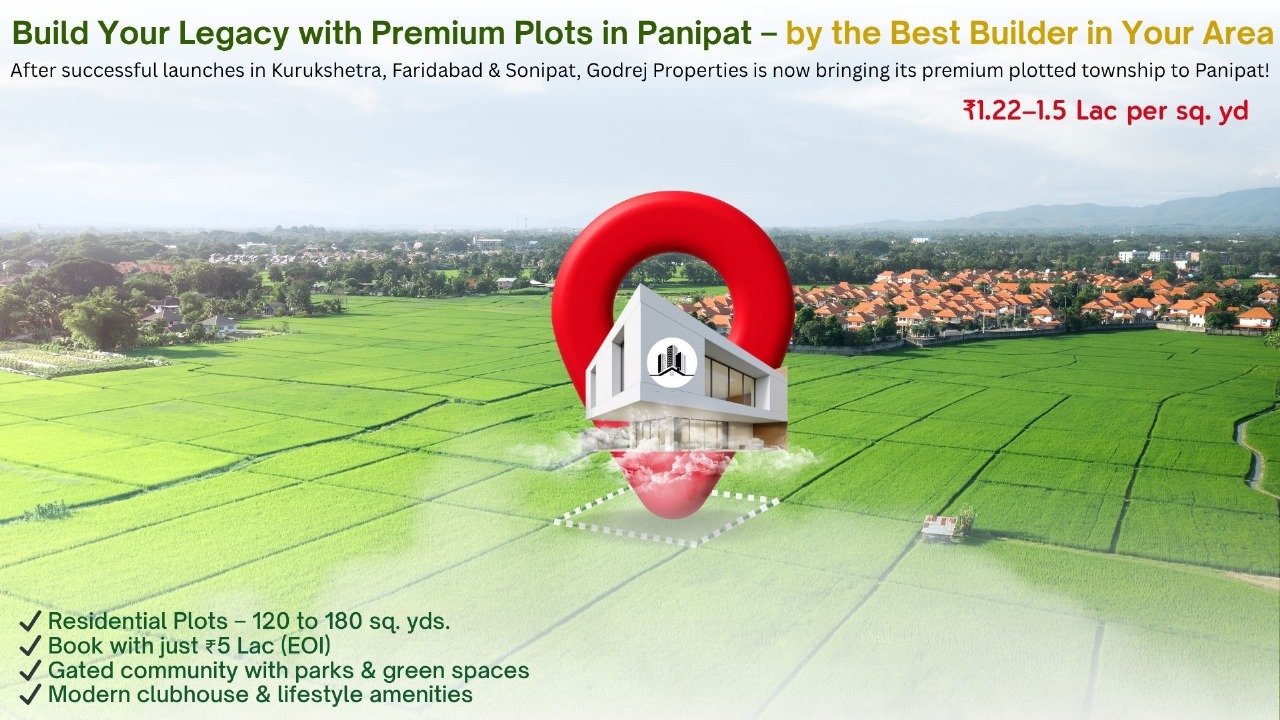 Build Your Legacy with Premium Plots in Panipat – by the Best Builder in Your Area
After successful launches in Kurukshetra, Faridabad & Sonipat, Godrej Properties is now bringing its premium plotted township to Panipat!
₹1.22–1.5 Lac per sq. yd
✓ Residential Plots – 120 to 180 sq. yds.
✓ Book with just ₹5 Lac (EOI)
✓ Gated community with parks & green spaces
✓ Modern clubhouse & lifestyle amenities